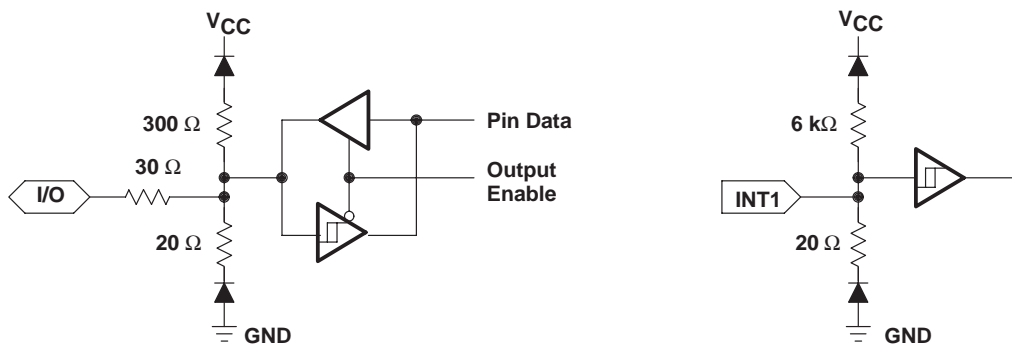 VCC
300 Ω
30 Ω
I/O
20 Ω
GND
Pin Data
Output
Enable
VCC
6 kΩ
INT1
20 Ω
GND